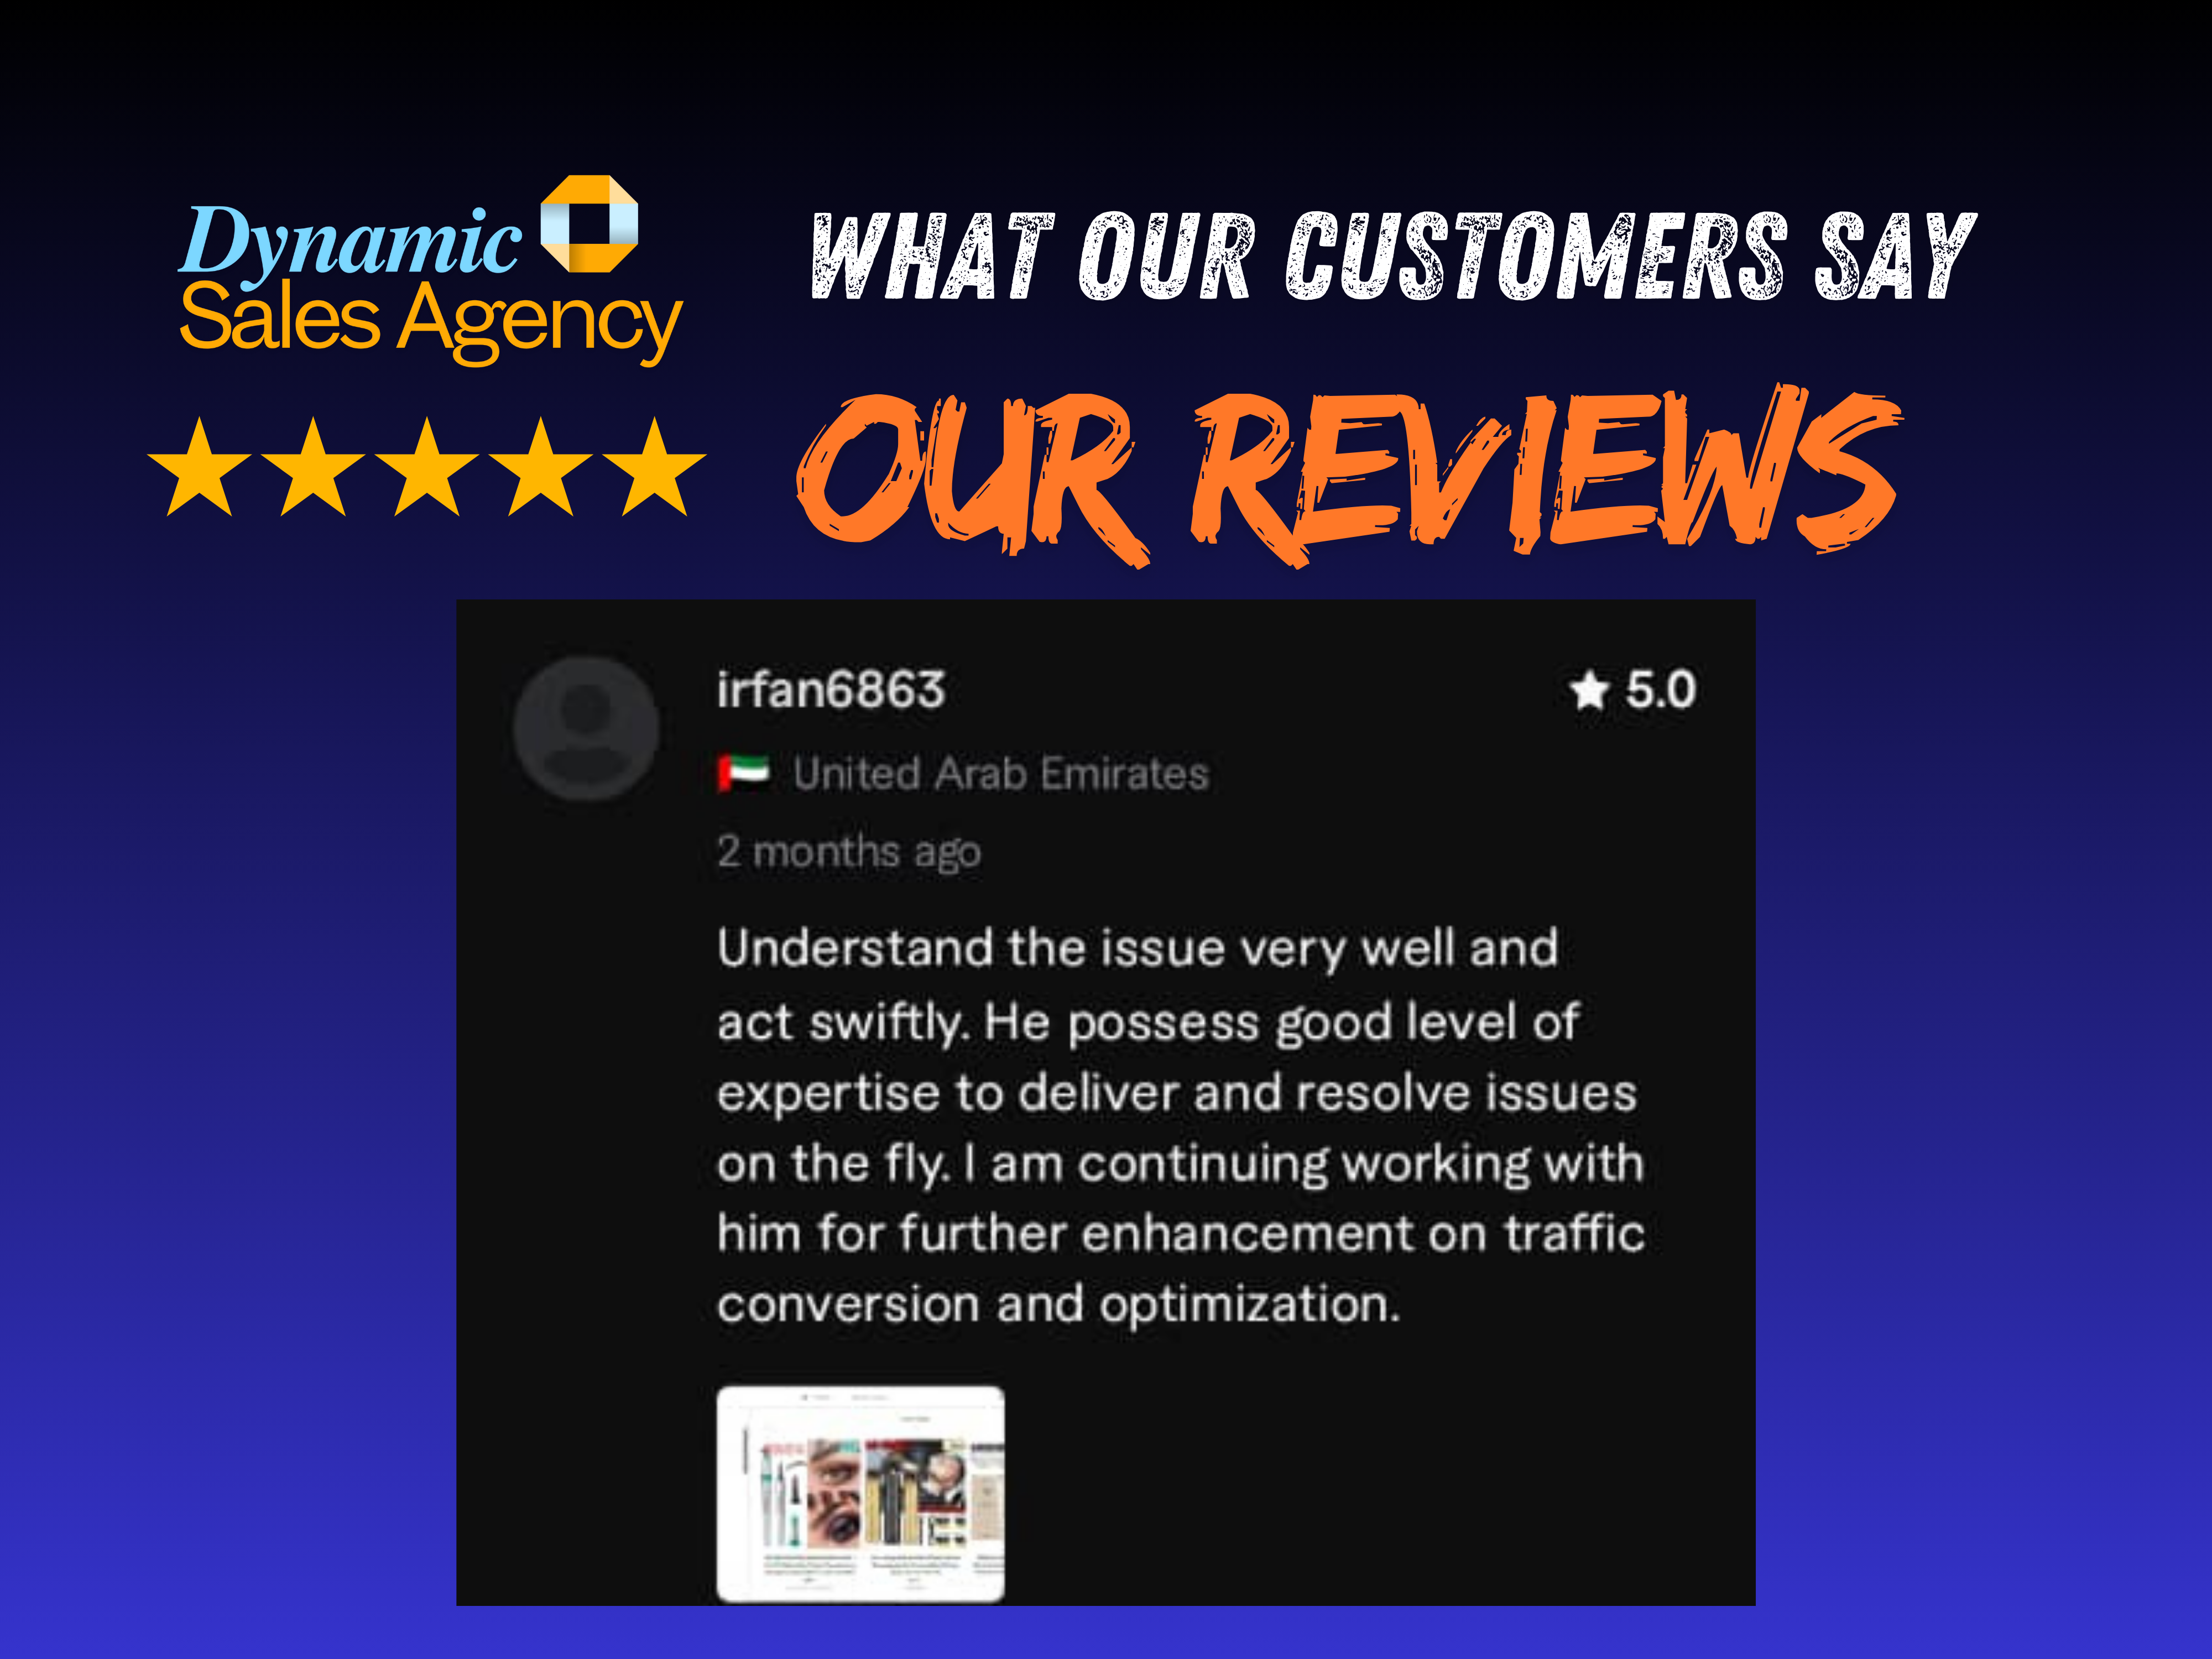 Dynamic
Sales Agency
WHAT OUR CUSTOMERS SAY
OUR REVIEWS
irfan6863
5.0
United Arab Emirates
2 months ago
Understand the issue very well and
act swiftly. He possess good level of
expertise to deliver and resolve issues
on the fly. I am continuing working with
him for further enhancement on traffic
conversion and optimization.